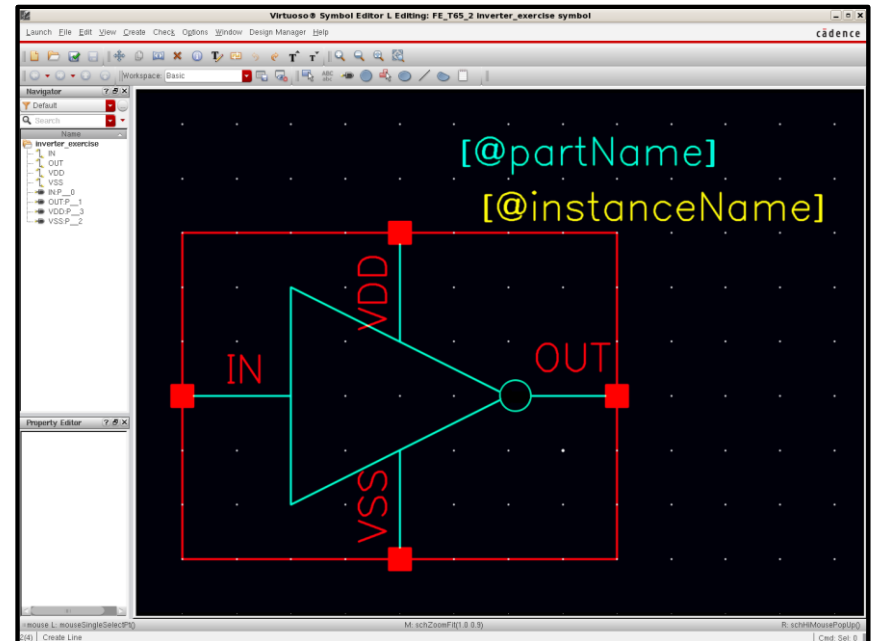 Virtuoso® Symbol Editor L Editing: FE_T65_2 inverter_exercise symbol
Launch File Edit View Create Check Options Window Design Manager Help
cādence
Workspace: Basic
Navigator
Default
Search
Name
inverter_exercise
IN
OUT
VDD
VSS
IN:P__0
OUT:P__1
VDD:P__3
VSS:P__2
[@partName]
[@instanceName]
VDD
IN
OUT
VSS
Property Editor
mouse L: mouseSingleSelectPt()
M: schZoomFit(1.0 0.9)
R: schHiMousePopUp()
2(4) Create Line
Cmd: Sel: 0